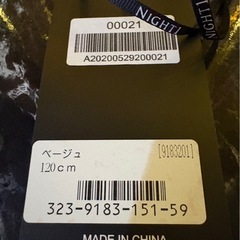 00021
A20200529200021
NIGHT
ベージュ [9183201]
120cm
323-9183-151-59
MADE IN CHINA